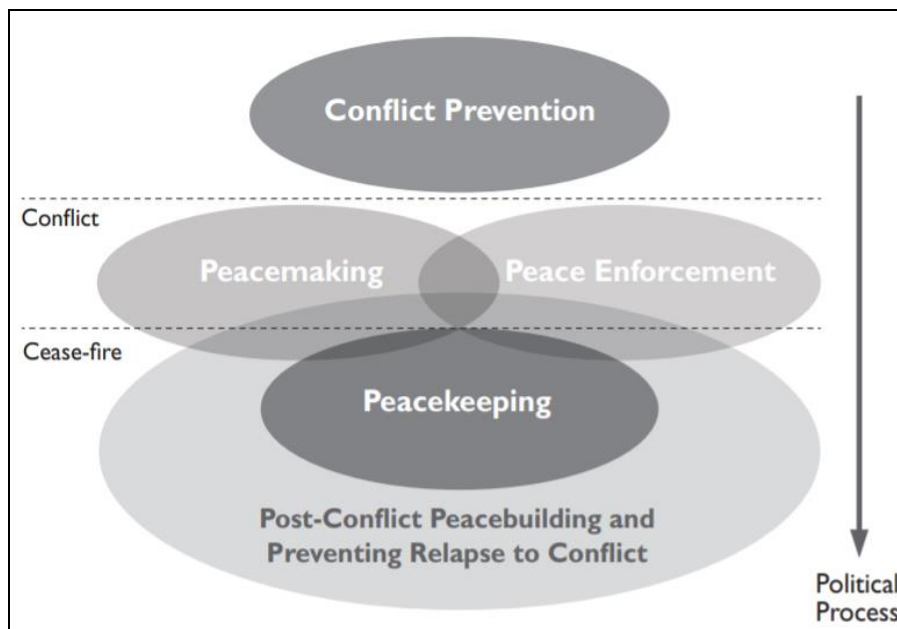 Conflict Prevention
Conflict
Peacemaking
Peace Enforcement
Cease-fire
Peacekeeping
Post-Conflict Peacebuilding and
Preventing Relapse to Conflict
Political
Process